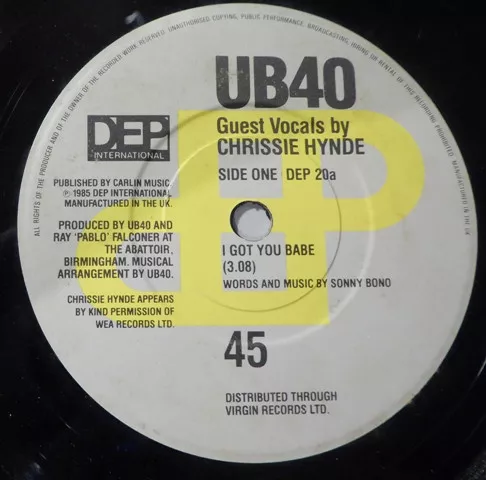 ALL RIGHTS OF THE PRODUCER AND OF THE OWNER OF THE RECORDED WORK RESERVED. UNAUTHORISED COPYING, PUBLIC PERFORMANCE, BROADCASTING, HIRING OR RENTAL OF THIS RECORDING PROHIBITED. MANUFACTURED IN THE UK
UB40
Guest Vocals by
CHRISSIE HYNDE
DEP
INTERNATIONAL
SIDE ONE | DEP 20a
PUBLISHED BY CARLIN MUSIC
℗ 1985 DEP INTERNATIONAL
MANUFACTURED IN THE UK.
PRODUCED BY UB40 AND
RAY 'PABLO' FALCONER AT
THE ABATTOIR,
BIRMINGHAM. MUSICAL
ARRANGEMENT BY UB40.
CHRISSIE HYNDE APPEARS
BY KIND PERMISSION OF
WEA RECORDS LTD.
I GOT YOU BABE
(3.08)
WORDS AND MUSIC BY SONNY BONO
45
DISTRIBUTED THROUGH
VIRGIN RECORDS LTD.
DEP